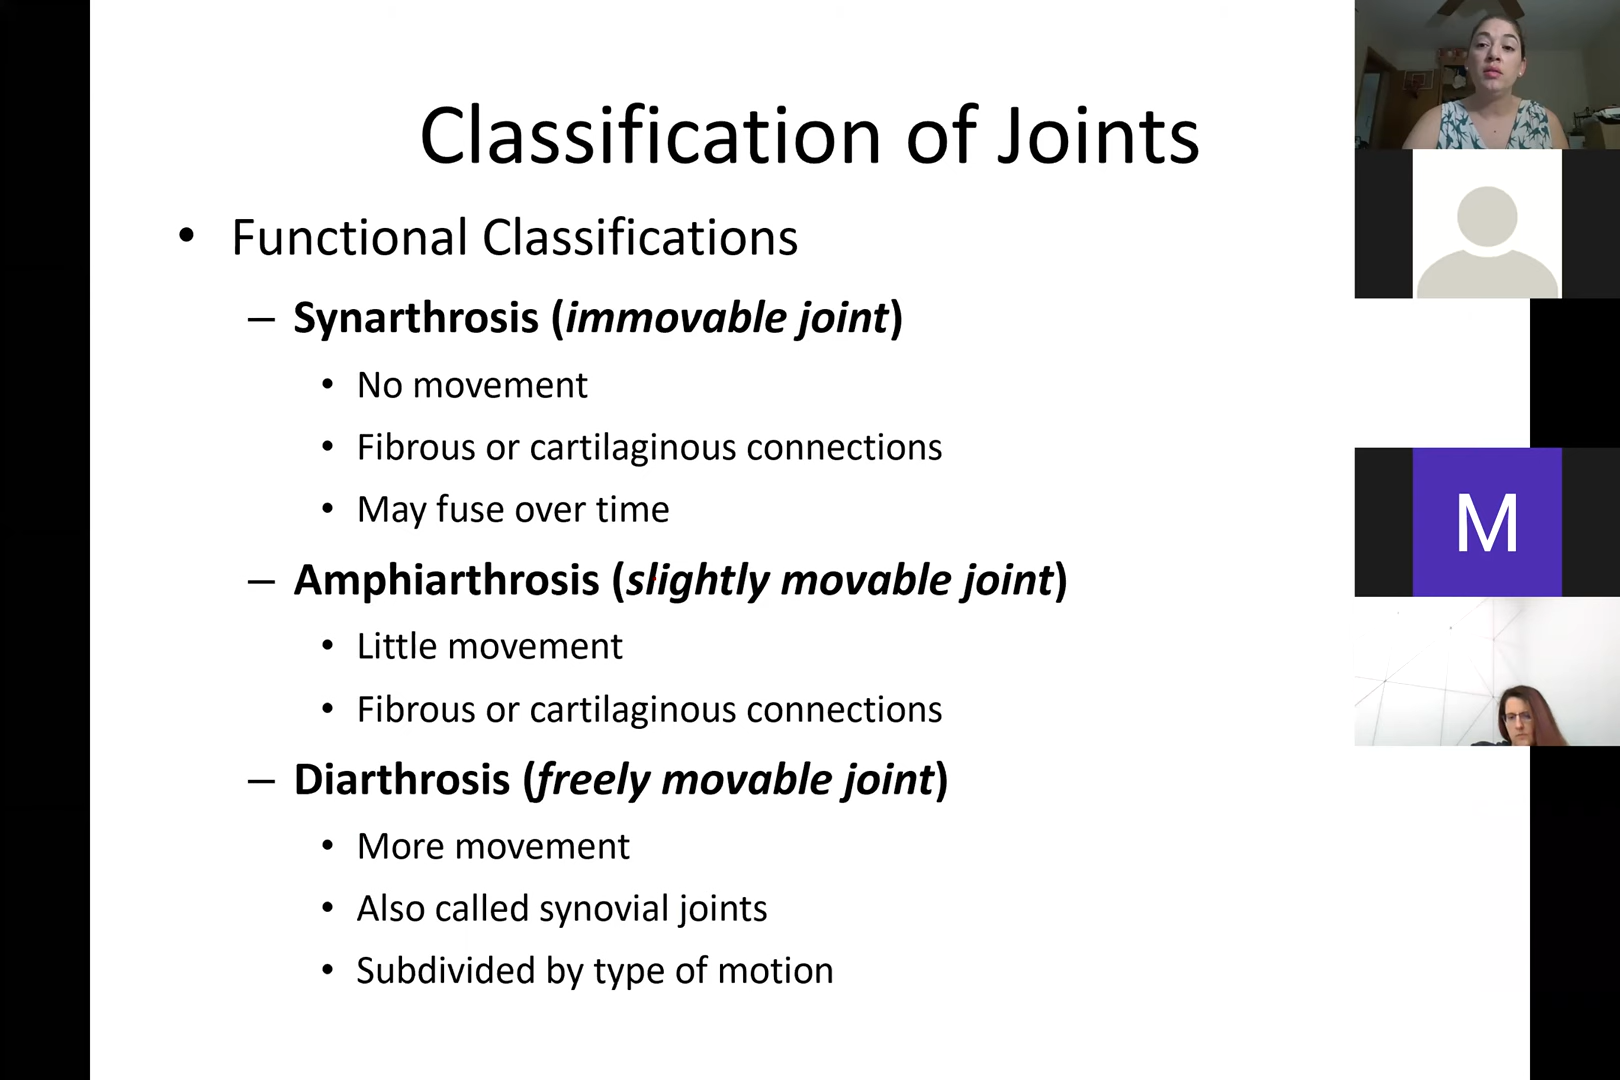 Classification of Joints
• Functional Classifications
– Synarthrosis (immovable joint)
• No movement
• Fibrous or cartilaginous connections
• May fuse over time
– Amphiarthrosis (slightly movable joint)
• Little movement
• Fibrous or cartilaginous connections
– Diarthrosis (freely movable joint)
• More movement
• Also called synovial joints
• Subdivided by type of motion
M